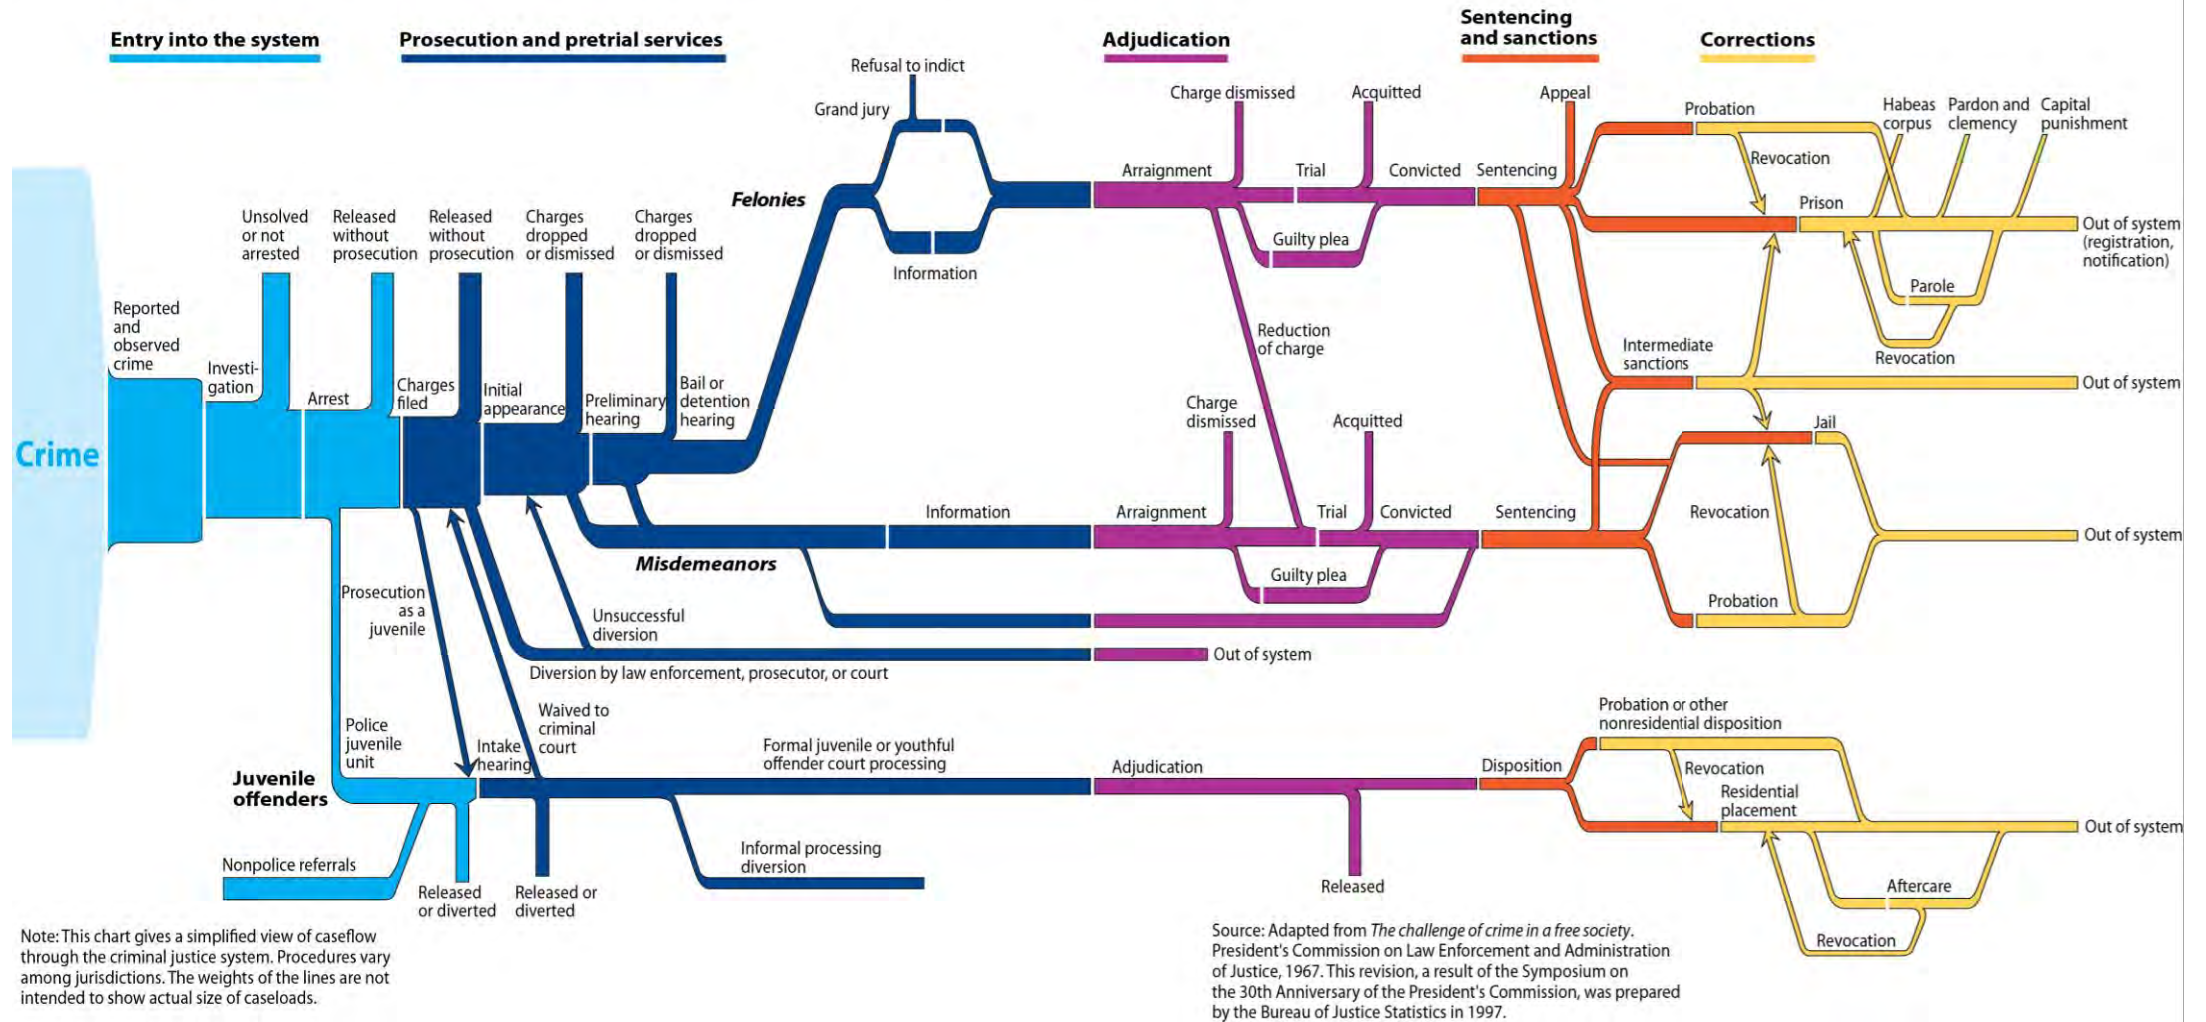 Entry into the system
Prosecution and pretrial services
Adjudication
Sentencing
and sanctions
Corrections
Refusal to indict
Grand jury
Felonies
Information
Charge dismissed
Acquitted
Arraignment
Trial
Convicted
Guilty plea
Sentencing
Appeal
Probation
Revocation
Prison
Habeas
corpus
Pardon and
clemency
Capital
punishment
Out of system
(registration,
notification)
Parole
Revocation
Unsolved
or not
arrested
Released
without
prosecution
Released
without
prosecution
Charges
dropped
or dismissed
Charges
dropped
or dismissed
Reported
and
observed
crime
Investi-
gation
Arrest
Charges
filed
Initial
appearance
Preliminary
hearing
Bail or
detention
hearing
Crime
Reduction
of charge
Intermediate
sanctions
Out of system
Charge
dismissed
Acquitted
Jail
Information
Arraignment
Trial
Convicted
Sentencing
Revocation
Out of system
Misdemeanors
Guilty plea
Probation
Prosecution
as a
juvenile
Unsuccessful
diversion
Out of system
Diversion by law enforcement, prosecutor, or court
Police
juvenile
unit
Waived to
criminal
court
Intake
hearing
Juvenile
offenders
Formal juvenile or youthful
offender court processing
Adjudication
Disposition
Probation or other
nonresidential disposition
Revocation
Residential
placement
Out of system
Nonpolice referrals
Released
or diverted
Released or
diverted
Informal processing
diversion
Released
Aftercare
Revocation
Note: This chart gives a simplified view of caseflow
through the criminal justice system. Procedures vary
among jurisdictions. The weights of the lines are not
intended to show actual size of caseloads.
Source: Adapted from The challenge of crime in a free society.
President's Commission on Law Enforcement and Administration
of Justice, 1967. This revision, a result of the Symposium on
the 30th Anniversary of the President's Commission, was prepared
by the Bureau of Justice Statistics in 1997.